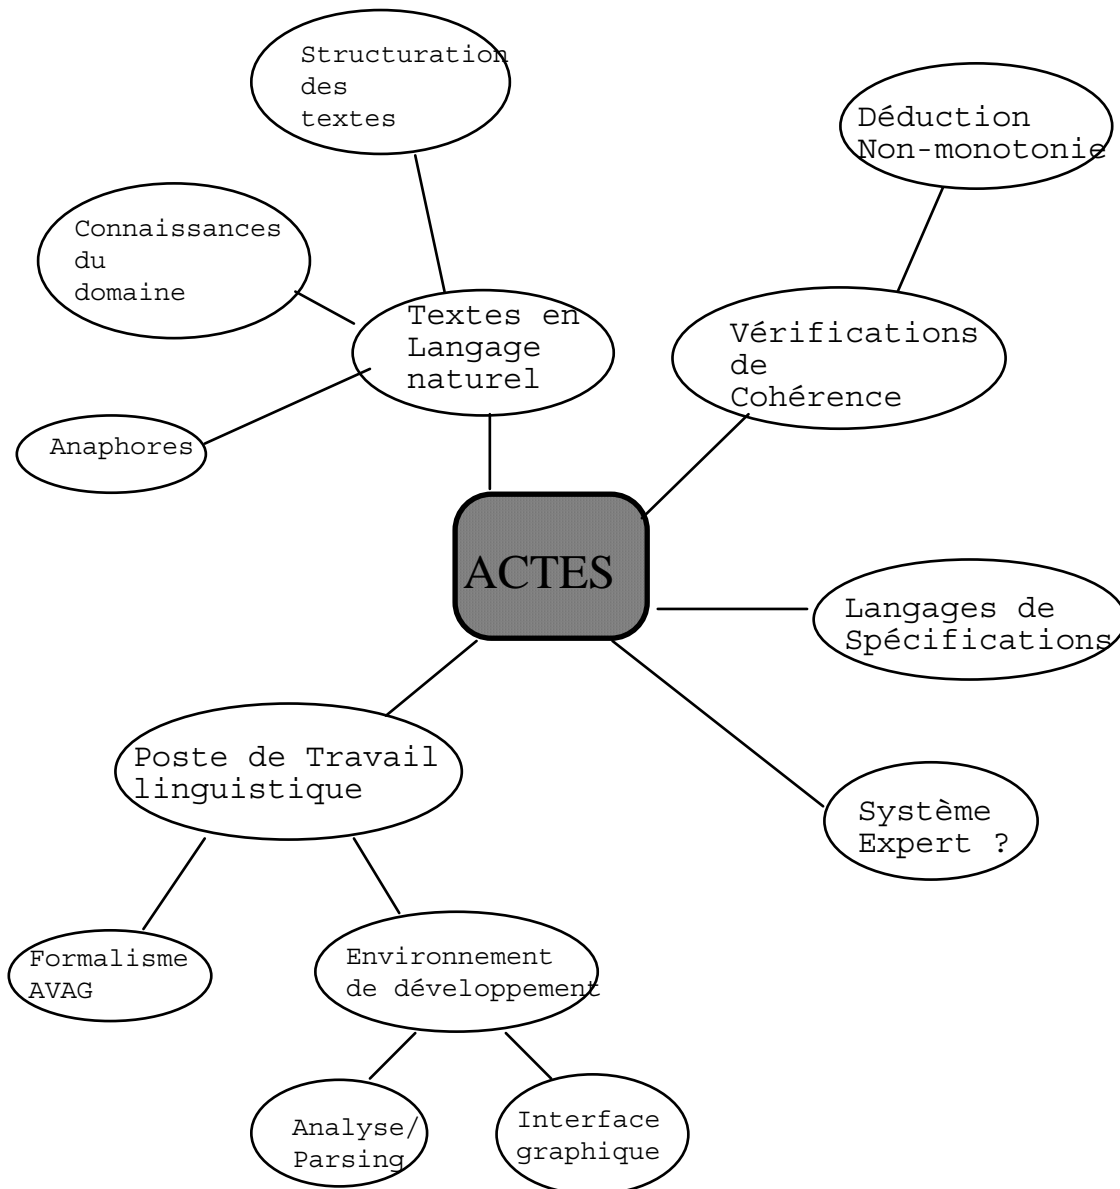 Structuration
des
textes
Déduction
Non-monotonie
Connaissances
du
domaine
Textes en
Langage
naturel
Vérifications
de
Cohérence
Anaphores
ACTES
Langages de
Spécifications
Poste de Travail
linguistique
Système
Expert ?
Formalisme
AVAG
Environnement
de développement
Analyse/
Parsing
Interface
graphique